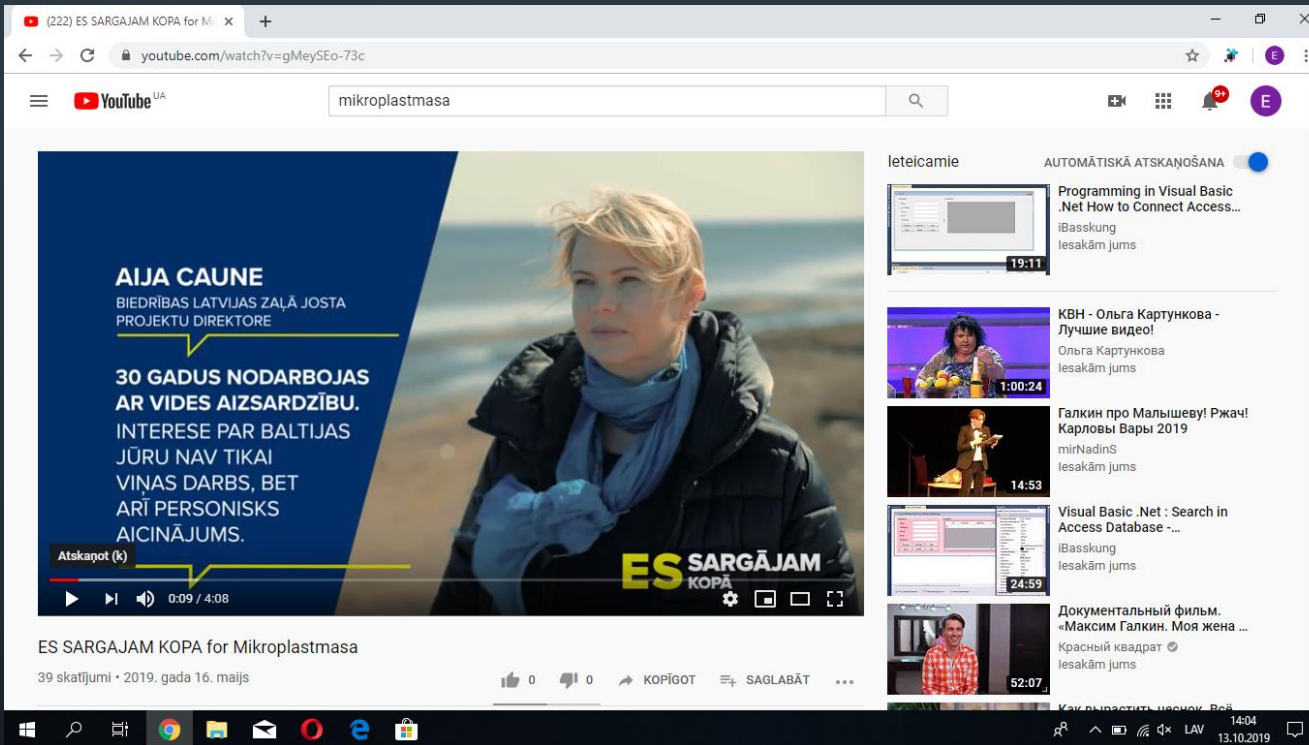 (222) ES SARGAJAM KOPA for M
youtube.com/watch?v=gMeySEo-73c
YouTube UA
mikroplastmasa
9+
E
AIJA CAUNE
BIEDRĪBAS LATVIJAS ZAĻĀ JOSTA
PROJEKTU DIREKTORE
30 GADUS NODARBOJAS
AR VIDES AIZSARDZĪBU.
INTERESE PAR BALTIJAS
JŪRU NAV TIKAI
VIŅAS DARBS, BET
ARĪ PERSONISKS
AICINĀJUMS.
Atskaņot (k)
ES SARGĀJAM
KOPĀ
0:09 / 4:08
ES SARGAJAM KOPA for Mikroplastmasa
39 skatījumi • 2019. gada 16. maijs
0 0 KOPĪGOT SAGLABĀT
Ieteicamie AUTOMĀTISKĀ ATSKAŅOŠANA
Programming in Visual Basic
.Net How to Connect Access...
iBasskung
Iesakām jums
19:11
КВН - Ольга Картункова -
Лучшие видео!
Ольга Картункова
Iesakām jums
1:00:24
Галкин про Малышеву! Ржач!
Карловы Вары 2019
mirNadinS
Iesakām jums
14:53
Visual Basic .Net : Search in
Access Database -...
iBasskung
Iesakām jums
24:59
Документальный фильм.
«Максим Галкин. Моя жена ...
Красный квадрат
Iesakām jums
52:07
Как вырастить чеснок. Всё
LAV
14:04
13.10.2019